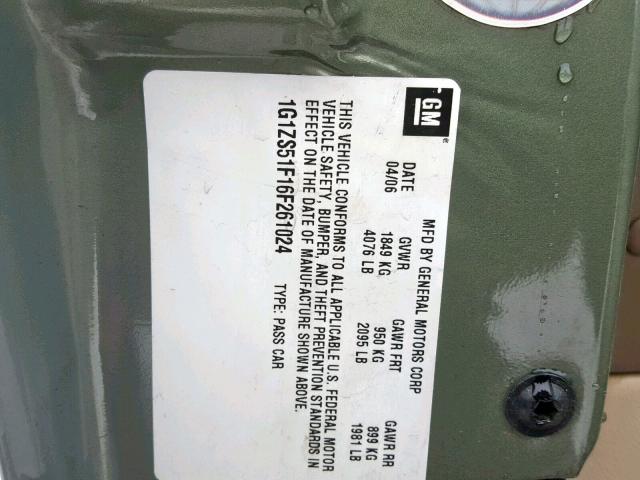 GM
MFD BY GENERAL MOTORS CORP
DATE GVWR GAWR FRT GAWR RR
04/06 1849 KG 950 KG 899 KG
4076 LB 2095 LB 1981 LB
THIS VEHICLE CONFORMS TO ALL APPLICABLE U.S. FEDERAL MOTOR
VEHICLE SAFETY, BUMPER, AND THEFT PREVENTION STANDARDS IN
EFFECT ON THE DATE OF MANUFACTURE SHOWN ABOVE.
1G1ZS51F16F261024 TYPE: PASS CAR